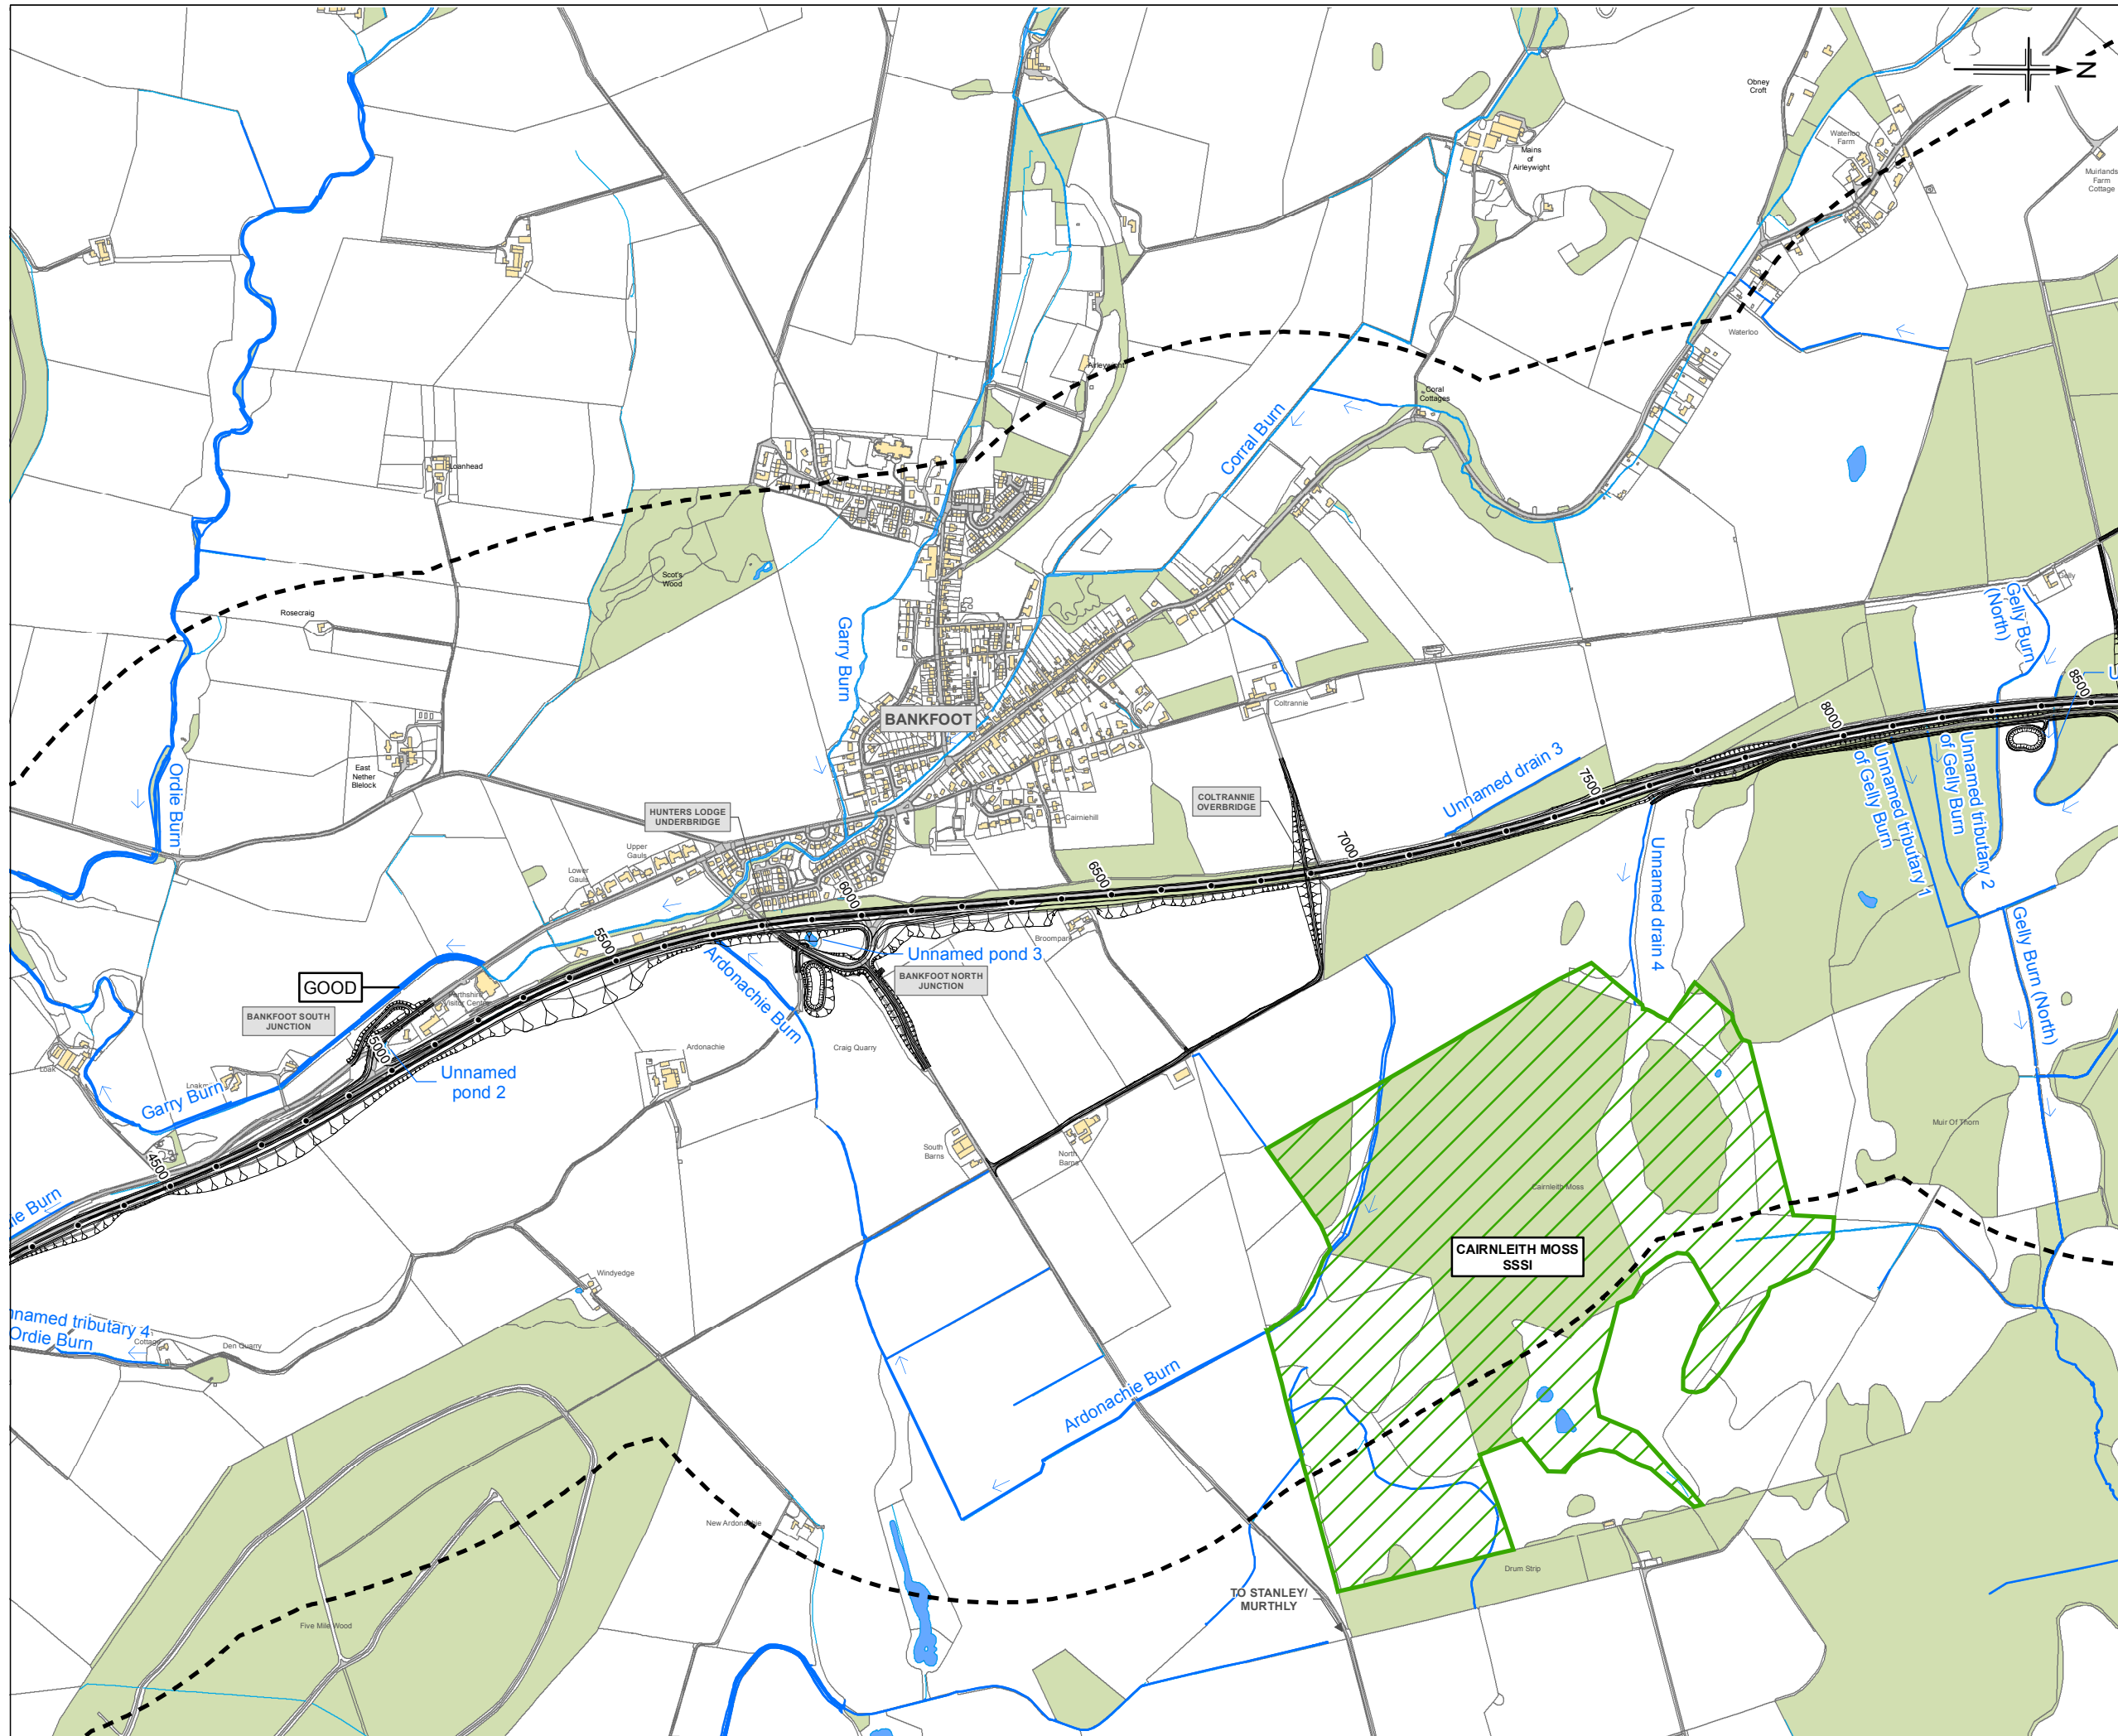 N
Obney
Croft
Waterloo
Farm
Muirlands
Farm
Cottage
Mains
of
Airleywight
Waterloo
Airleywight
Coral
Cottages
Corral Burn
Loanhead
Scot's
Wood
Rosecraig
Garry Burn
Gelly
Gelly Burn
(North)
BANKFOOT
Coltrannie
8500
8000
East
Nether
Blelock
Ordie Burn
HUNTERS LODGE
UNDERBRIDGE
COLTRANNIE
OVERBRIDGE
Unnamed drain 3
7500
Unnamed tributary 1
of Gelly Burn
Unnamed tributary 2
of Gelly Burn
Cairniehill
Upper
Gauls
Lower
Gauls
7000
6500
6000
5500
Unnamed drain 4
Broompark
Unnamed pond 3
BANKFOOT NORTH
JUNCTION
Ardonachie Burn
Gelly Burn (North)
GOOD
Perthshire
Visitor Centre
BANKFOOT SOUTH
JUNCTION
5000
Ardonachie
Craig Quarry
Loak
Unnamed
pond 2
Garry Burn
Muir Of Thorn
South
Barns
North
Barns
4500
Cairnleith Moss
CAIRNLEITH MOSS
SSSI
Windyedge
Burn
tributary 4
Ordie Burn
Den Quarry
Ardonachie Burn
New Ardonachie
Drum Strip
TO STANLEY/
MURTHLY
Five Mile Wood